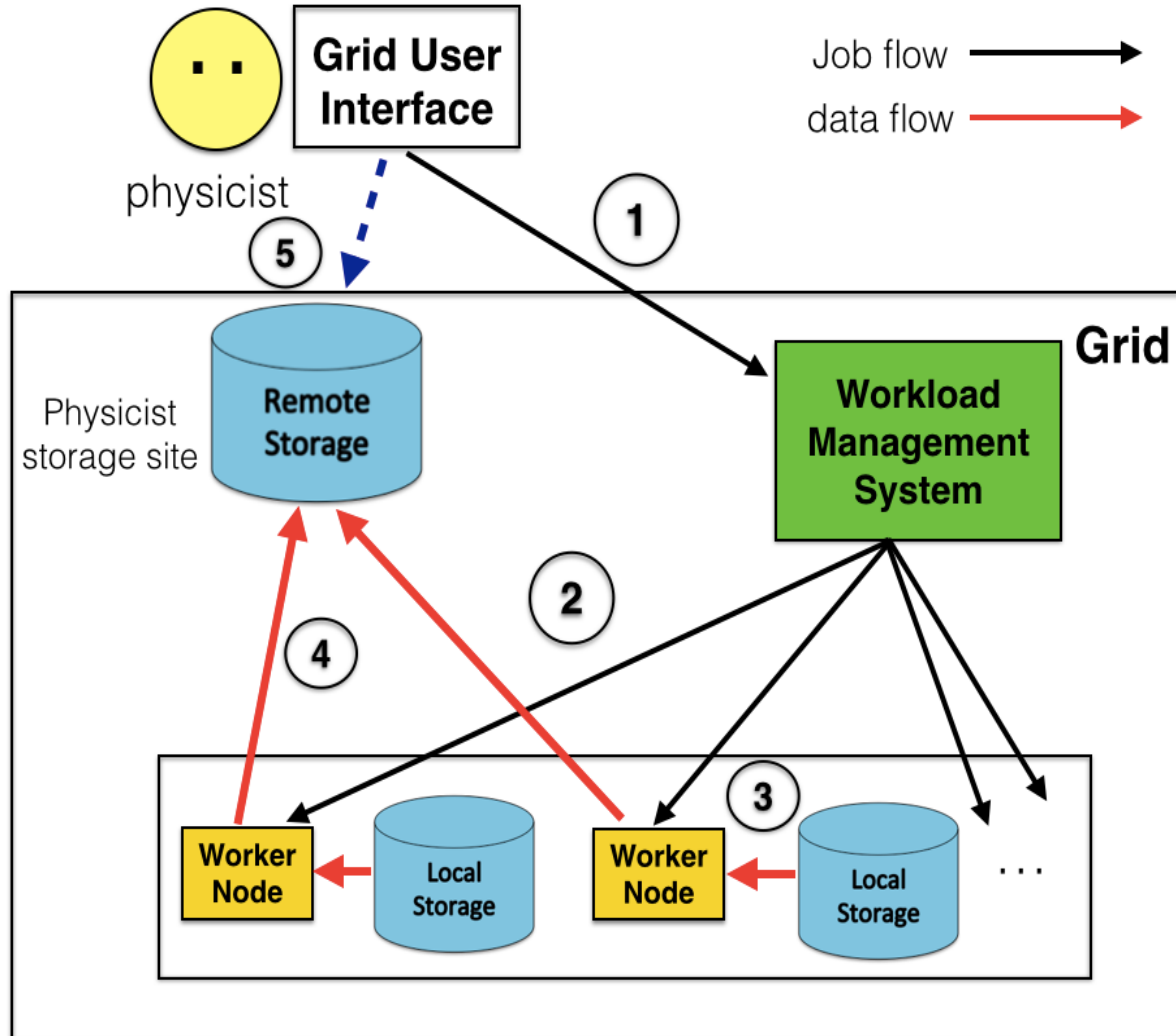 Grid User
Interface
Job flow
data flow
physicist
1
5
Grid
Physicist
storage site
Remote
Storage
Workload
Management
System
2
4
3
Worker
Node
Local
Storage
Worker
Node
Local
Storage
...